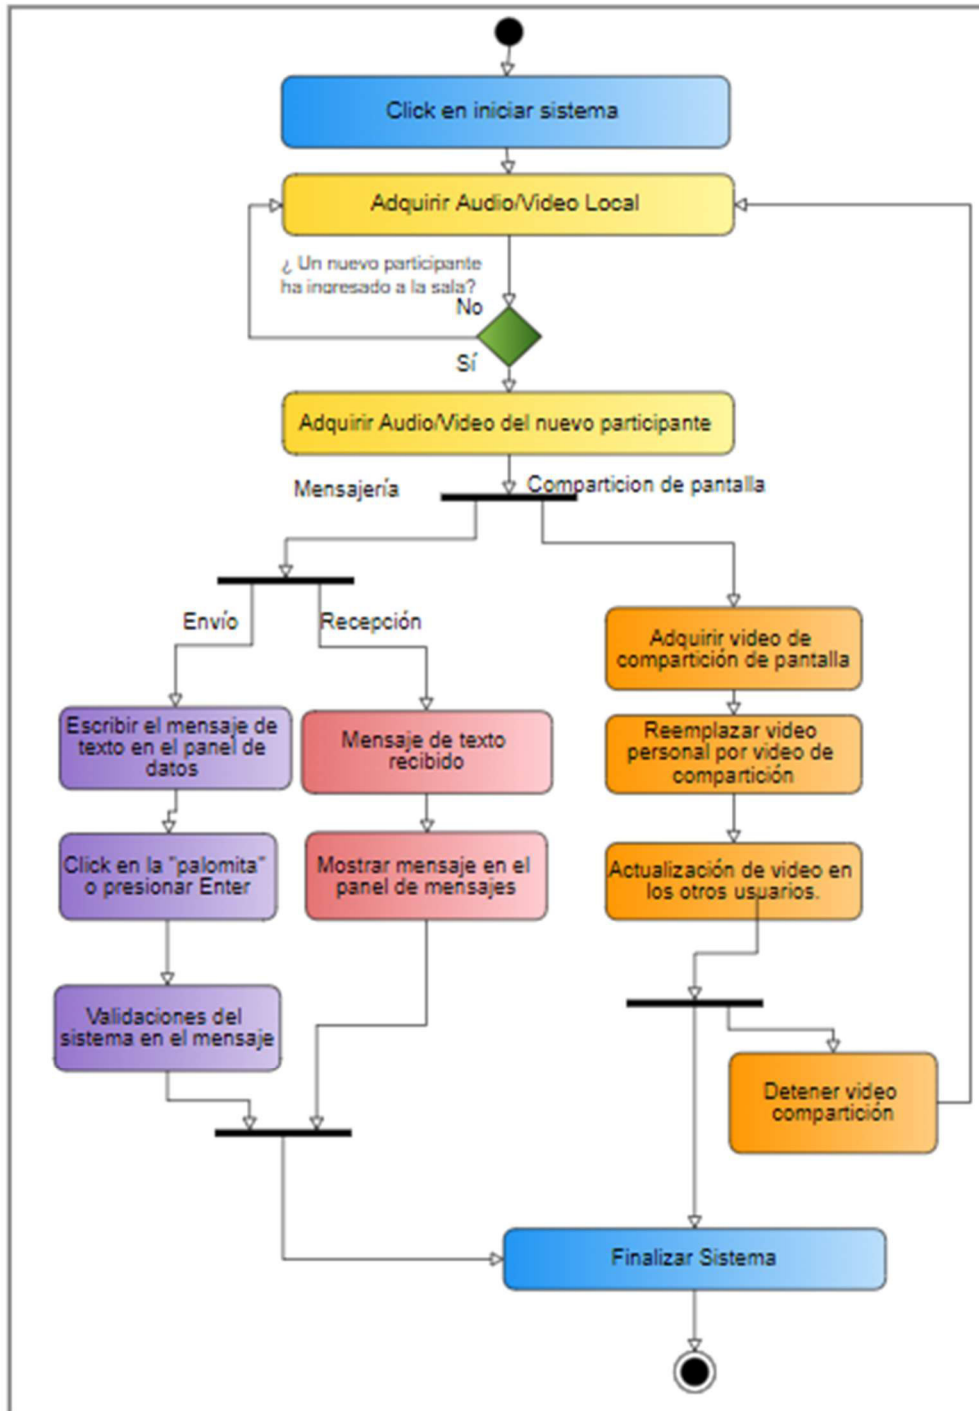 Click en iniciar sistema
Adquirir Audio/Video Local
¿ Un nuevo participante
ha ingresado a la sala?
No
Sí
Adquirir Audio/Video del nuevo participante
Mensajería
Comparticion de pantalla
Envío
Recepción
Adquirir video de
compartición de pantalla
Escribir el mensaje de
texto en el panel de
datos
Mensaje de texto
recibido
Reemplazar video
personal por video de
compartición
Click en la "palomita"
o presionar Enter
Mostrar mensaje en el
panel de mensajes
Actualización de video en
los otros usuarios.
Validaciones del
sistema en el mensaje
Detener video
compartición
Finalizar Sistema